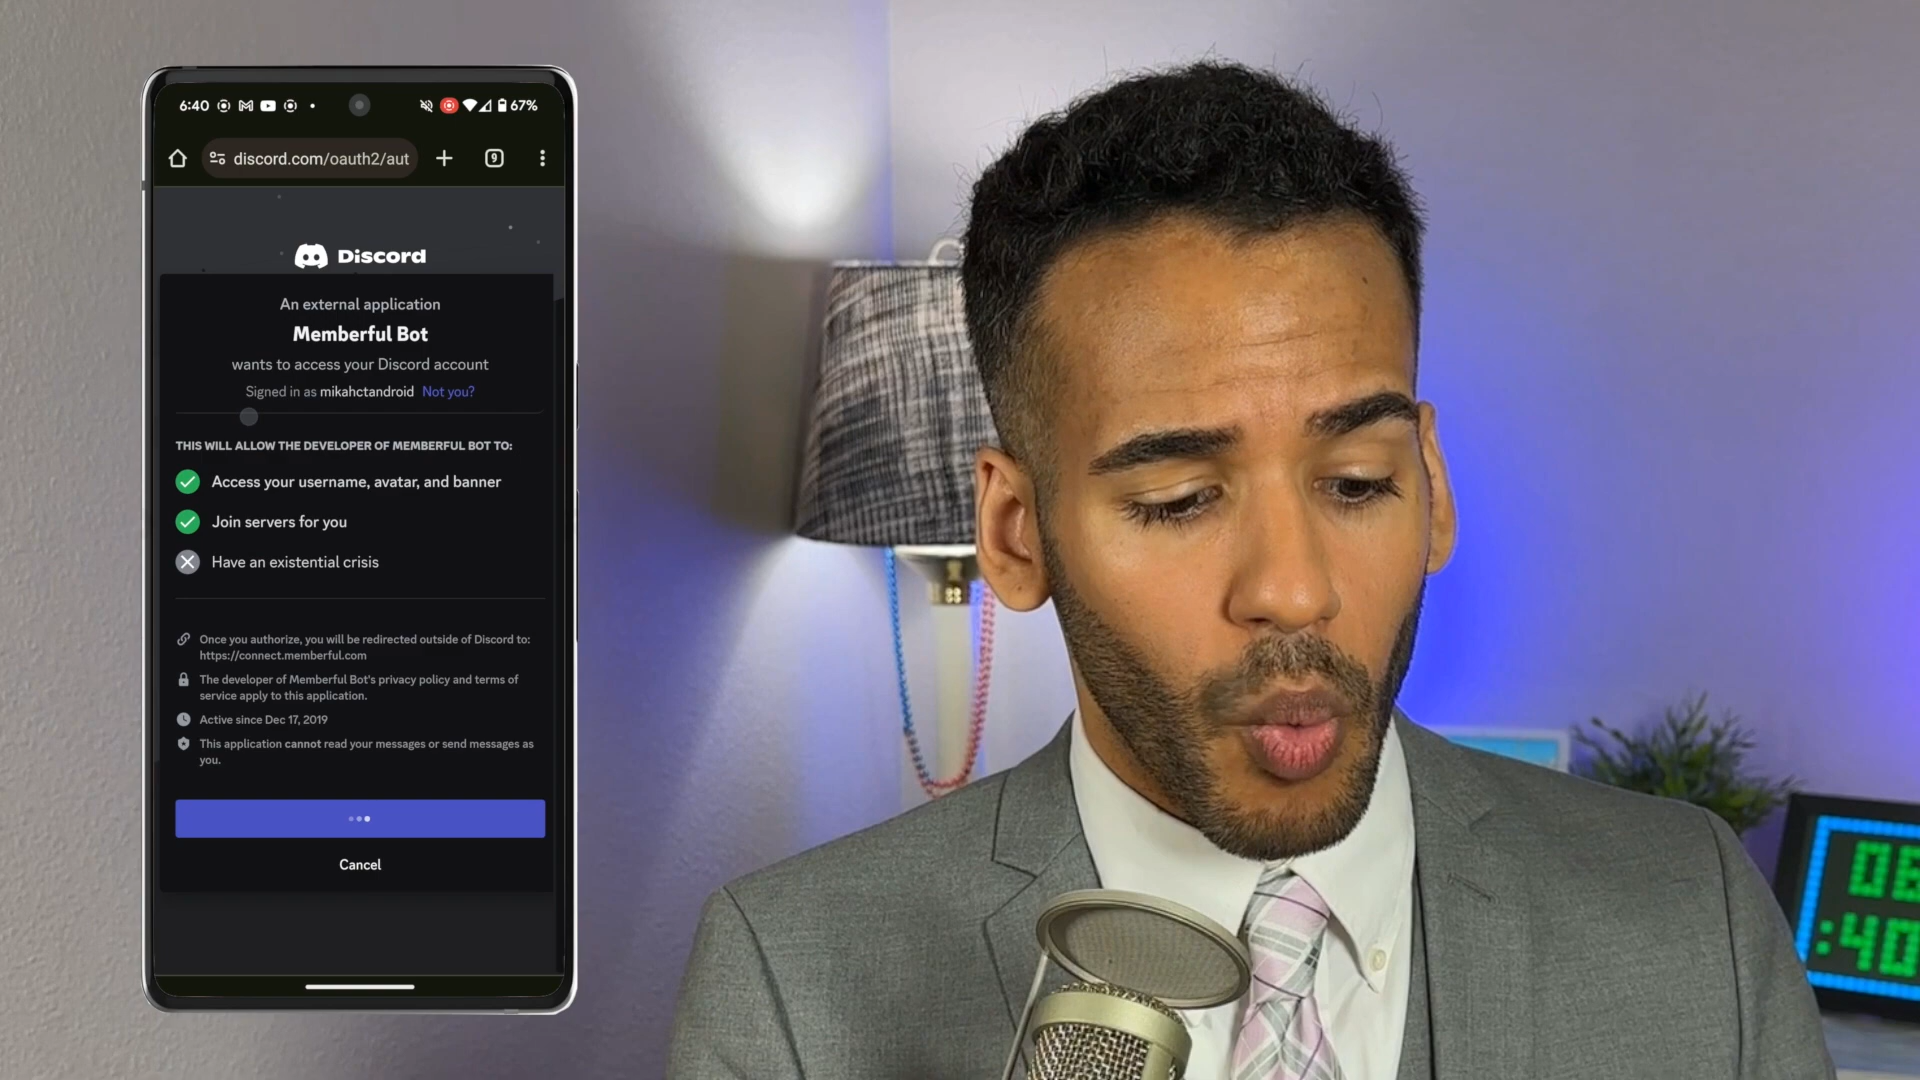 6:40 67%
discord.com/oauth2/aut
9
Discord
An external application
Memberful Bot
wants to access your Discord account
Signed in as mikahctandroid Not you?
THIS WILL ALLOW THE DEVELOPER OF MEMBERFUL BOT TO:
Access your username, avatar, and banner
Join servers for you
Have an existential crisis
Once you authorize, you will be redirected outside of Discord to:
https://connect.memberful.com
The developer of Memberful Bot's privacy policy and terms of
service apply to this application.
Active since Dec 17, 2019
This application cannot read your messages or send messages as
you.
Cancel
06
:40